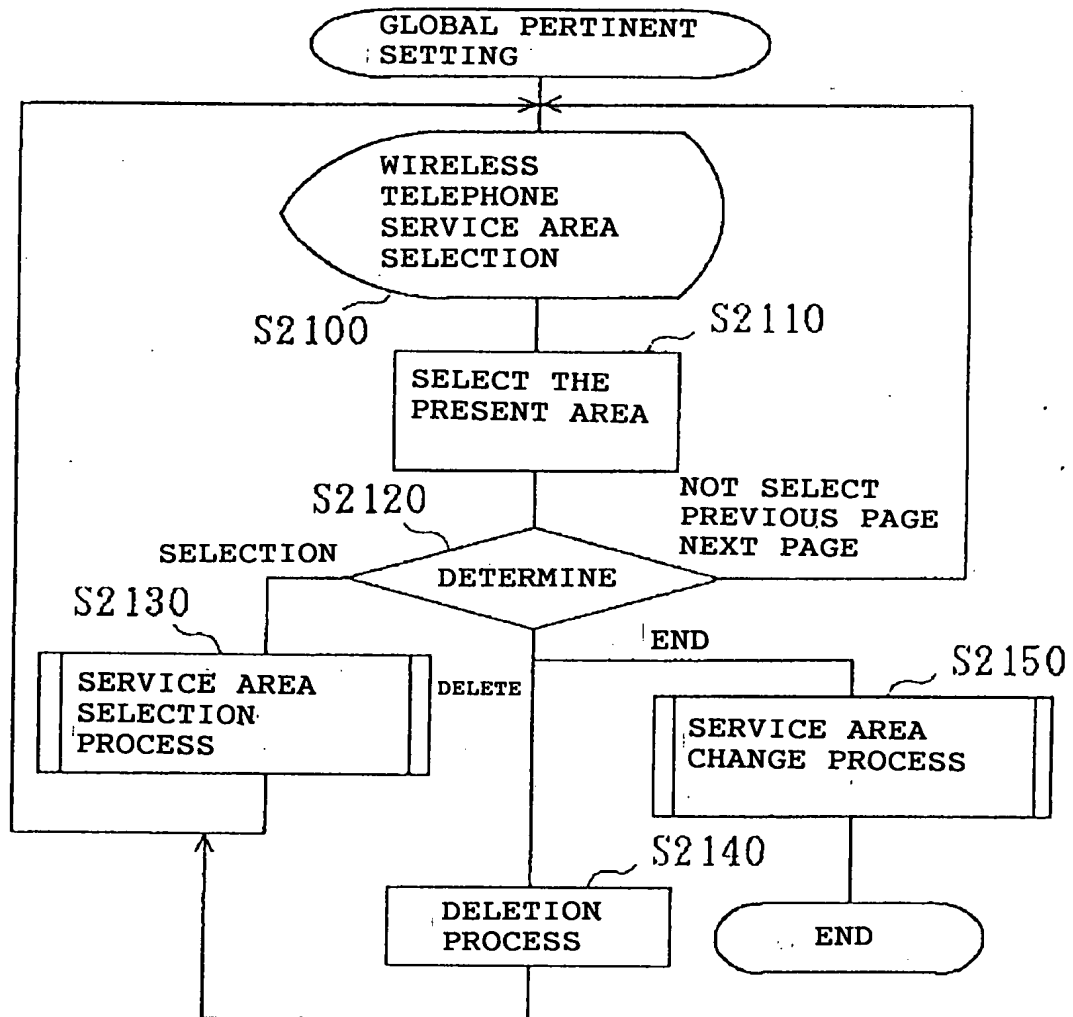 GLOBAL PERTINENT
SETTING
WIRELESS
TELEPHONE
SERVICE AREA
SELECTION
S2100
S2110
SELECT THE
PRESENT AREA
S2120
NOT SELECT
PREVIOUS PAGE
NEXT PAGE
SELECTION
DETERMINE
S2130
END
S2150
SERVICE AREA
SELECTION
PROCESS
DELETE
SERVICE AREA
CHANGE PROCESS
S2140
DELETION
PROCESS
END